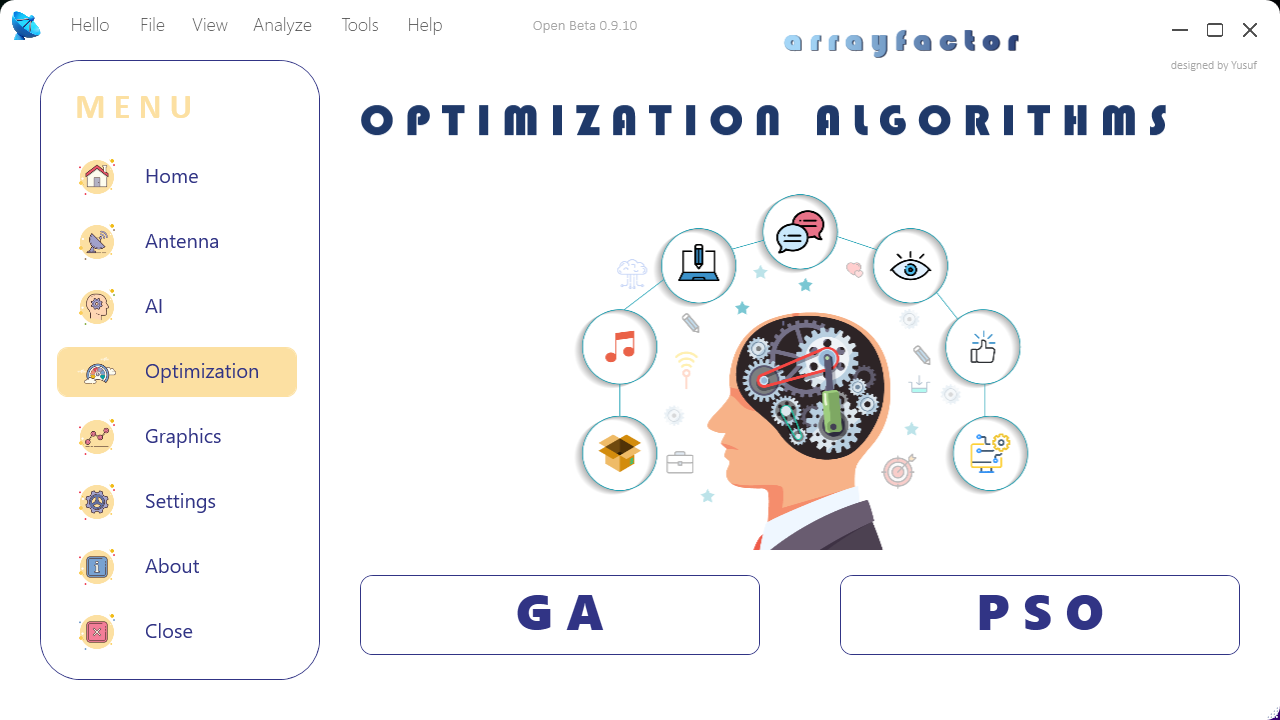 Hello File View Analyze Tools Help Open Beta 0.9.10
arrayfactor
designed by Yusuf
MENU
OPTIMIZATION ALGORITHMS
Home
Antenna
AI
Optimization
Graphics
Settings
About
Close
GA PSO